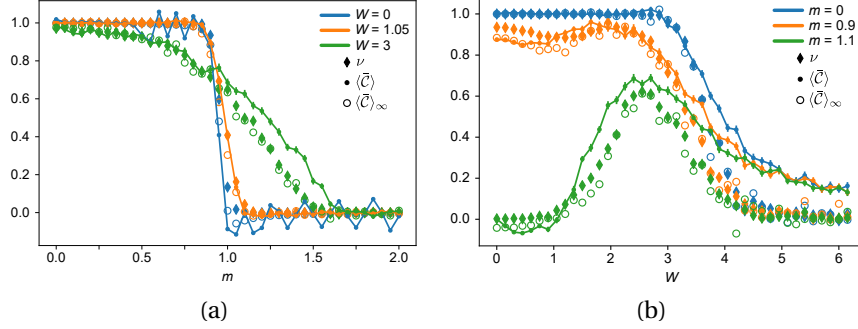 1.0
0.8
0.6
0.4
0.2
0.0
0.0
0.5
1.0
1.5
2.0
m
W = 0
W = 1.05
W = 3
ν
⟨C̄⟩
⟨C̄⟩∞
(a)
1.0
0.8
0.6
0.4
0.2
0.0
0
1
2
3
4
5
6
W
m = 0
m = 0.9
m = 1.1
ν
⟨C̄⟩
⟨C̄⟩∞
(b)